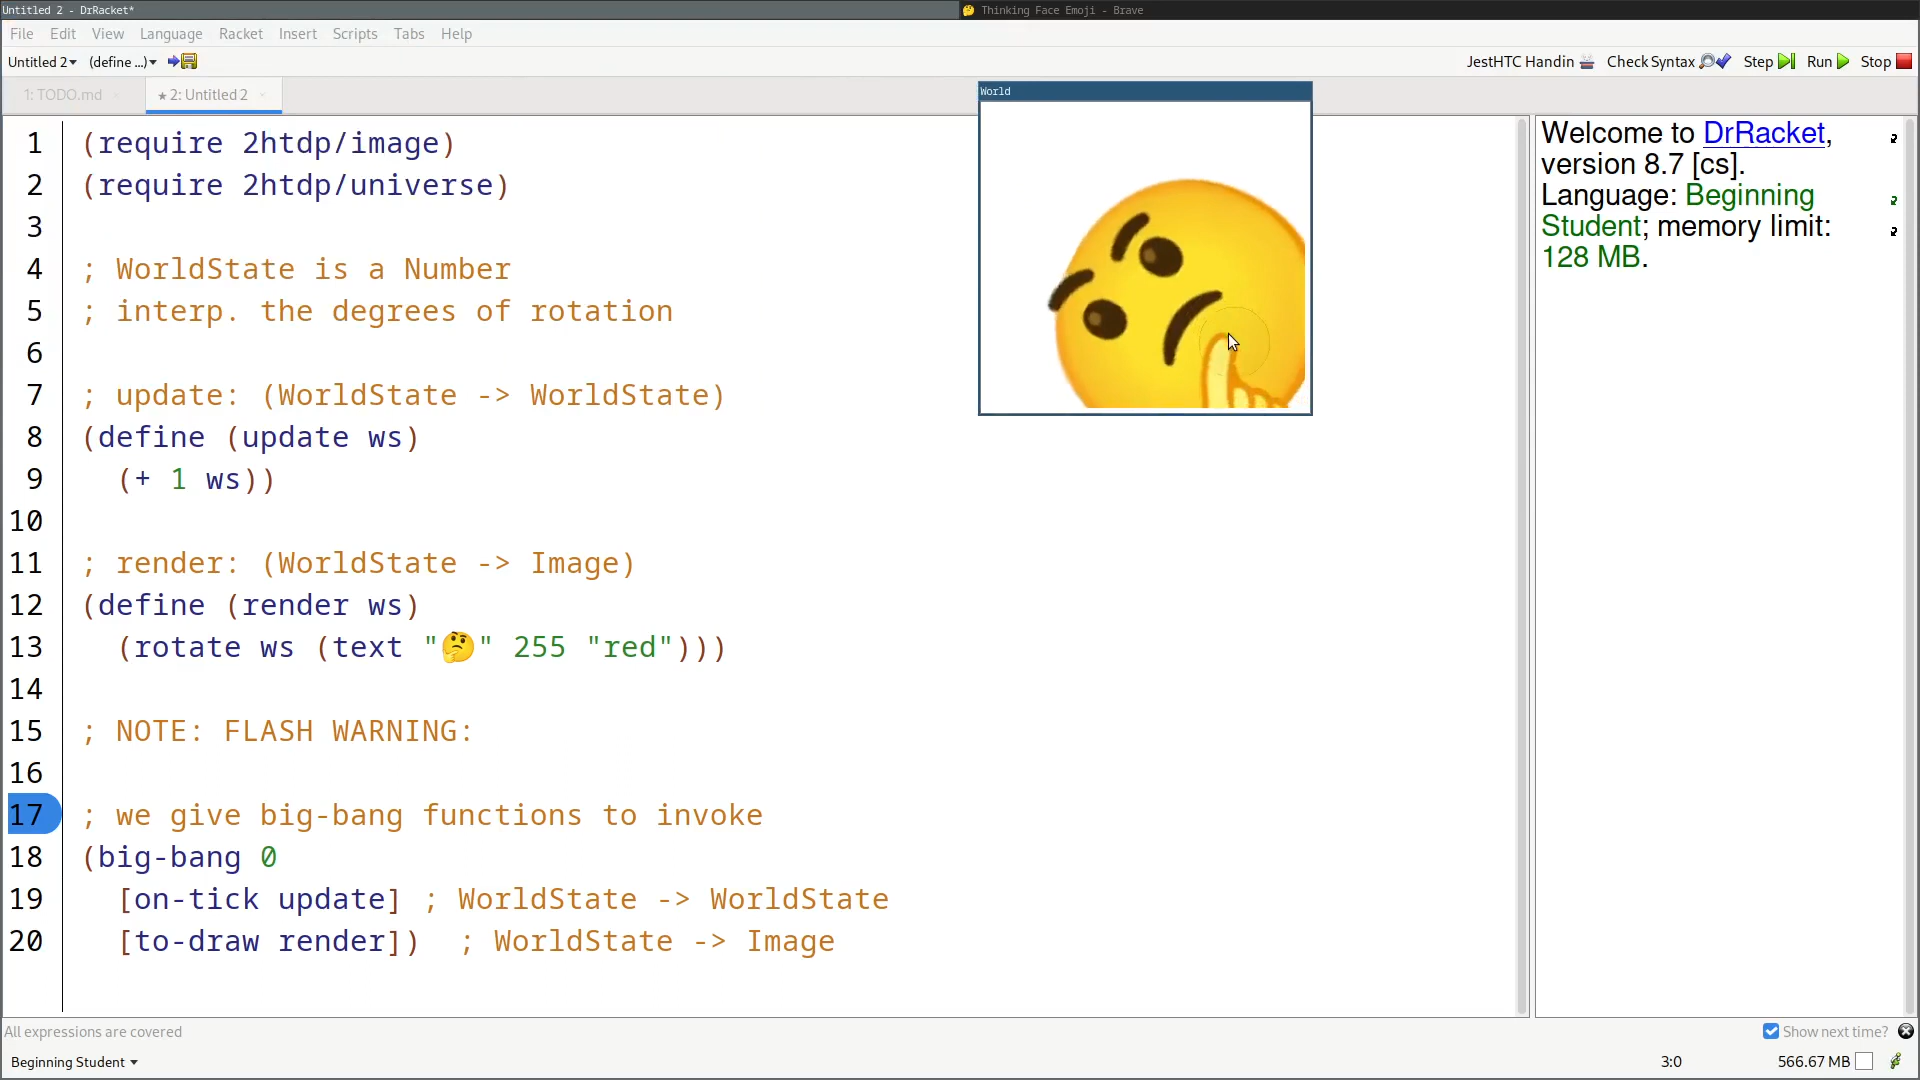 Untitled 2 - DrRacket*
🤔 Thinking Face Emoji - Brave
File Edit View Language Racket Insert Scripts Tabs Help
Untitled 2▾ (define ...)▾
JestHTC Handin Check Syntax Step Run Stop
1: TODO.md ×
★ 2: Untitled 2 ×
World
1 (require 2htdp/image)
2 (require 2htdp/universe)
3
4 ; WorldState is a Number
5 ; interp. the degrees of rotation
6
7 ; update: (WorldState -> WorldState)
8 (define (update ws)
9 (+ 1 ws))
10
11 ; render: (WorldState -> Image)
12 (define (render ws)
13 (rotate ws (text "🤔" 255 "red")))
14
15 ; NOTE: FLASH WARNING:
16
17 ; we give big-bang functions to invoke
18 (big-bang 0
19 [on-tick update] ; WorldState -> WorldState
20 [to-draw render]) ; WorldState -> Image
Welcome to DrRacket,
version 8.7 [cs].
Language: Beginning
Student; memory limit:
128 MB.
All expressions are covered
Show next time?
Beginning Student ▾
3:0
566.67 MB